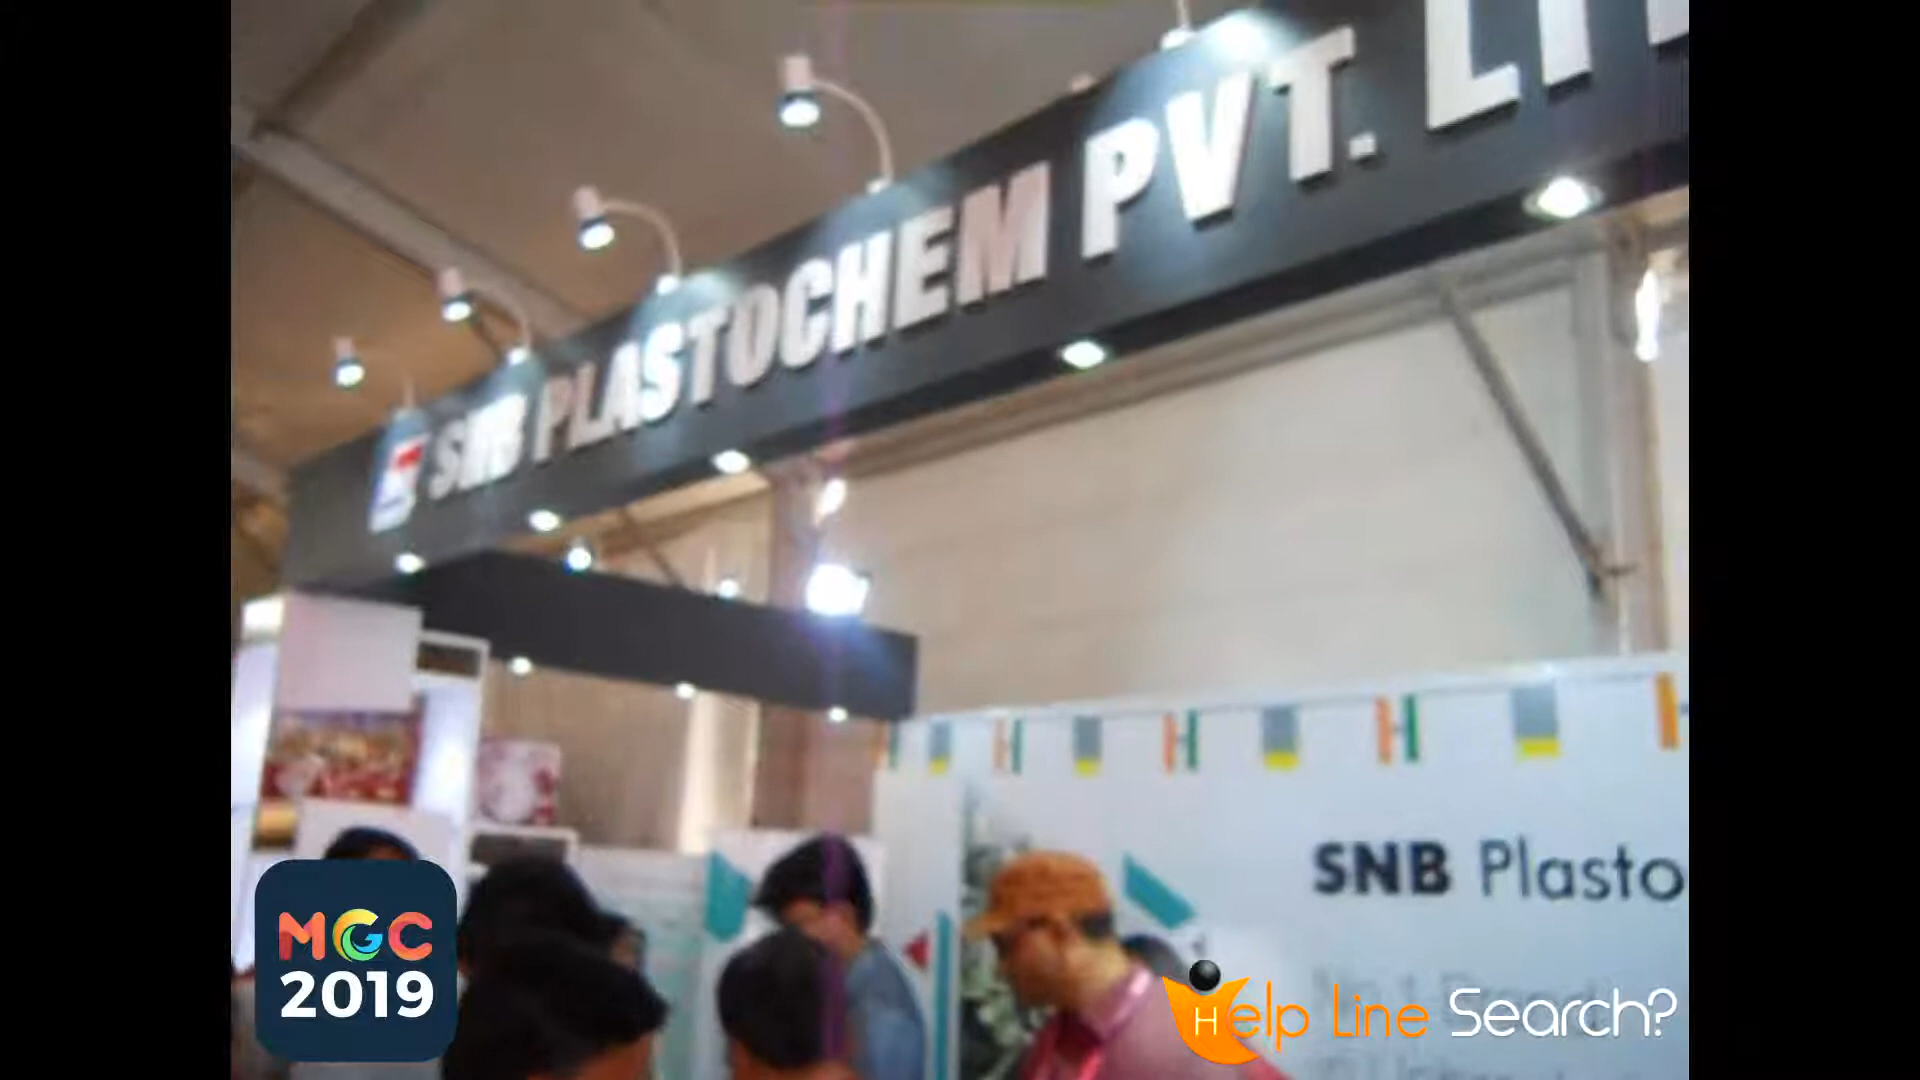 SNB PLASTOCHEM PVT. LT
SNB Plasto
MGC
2019
Help Line Search?